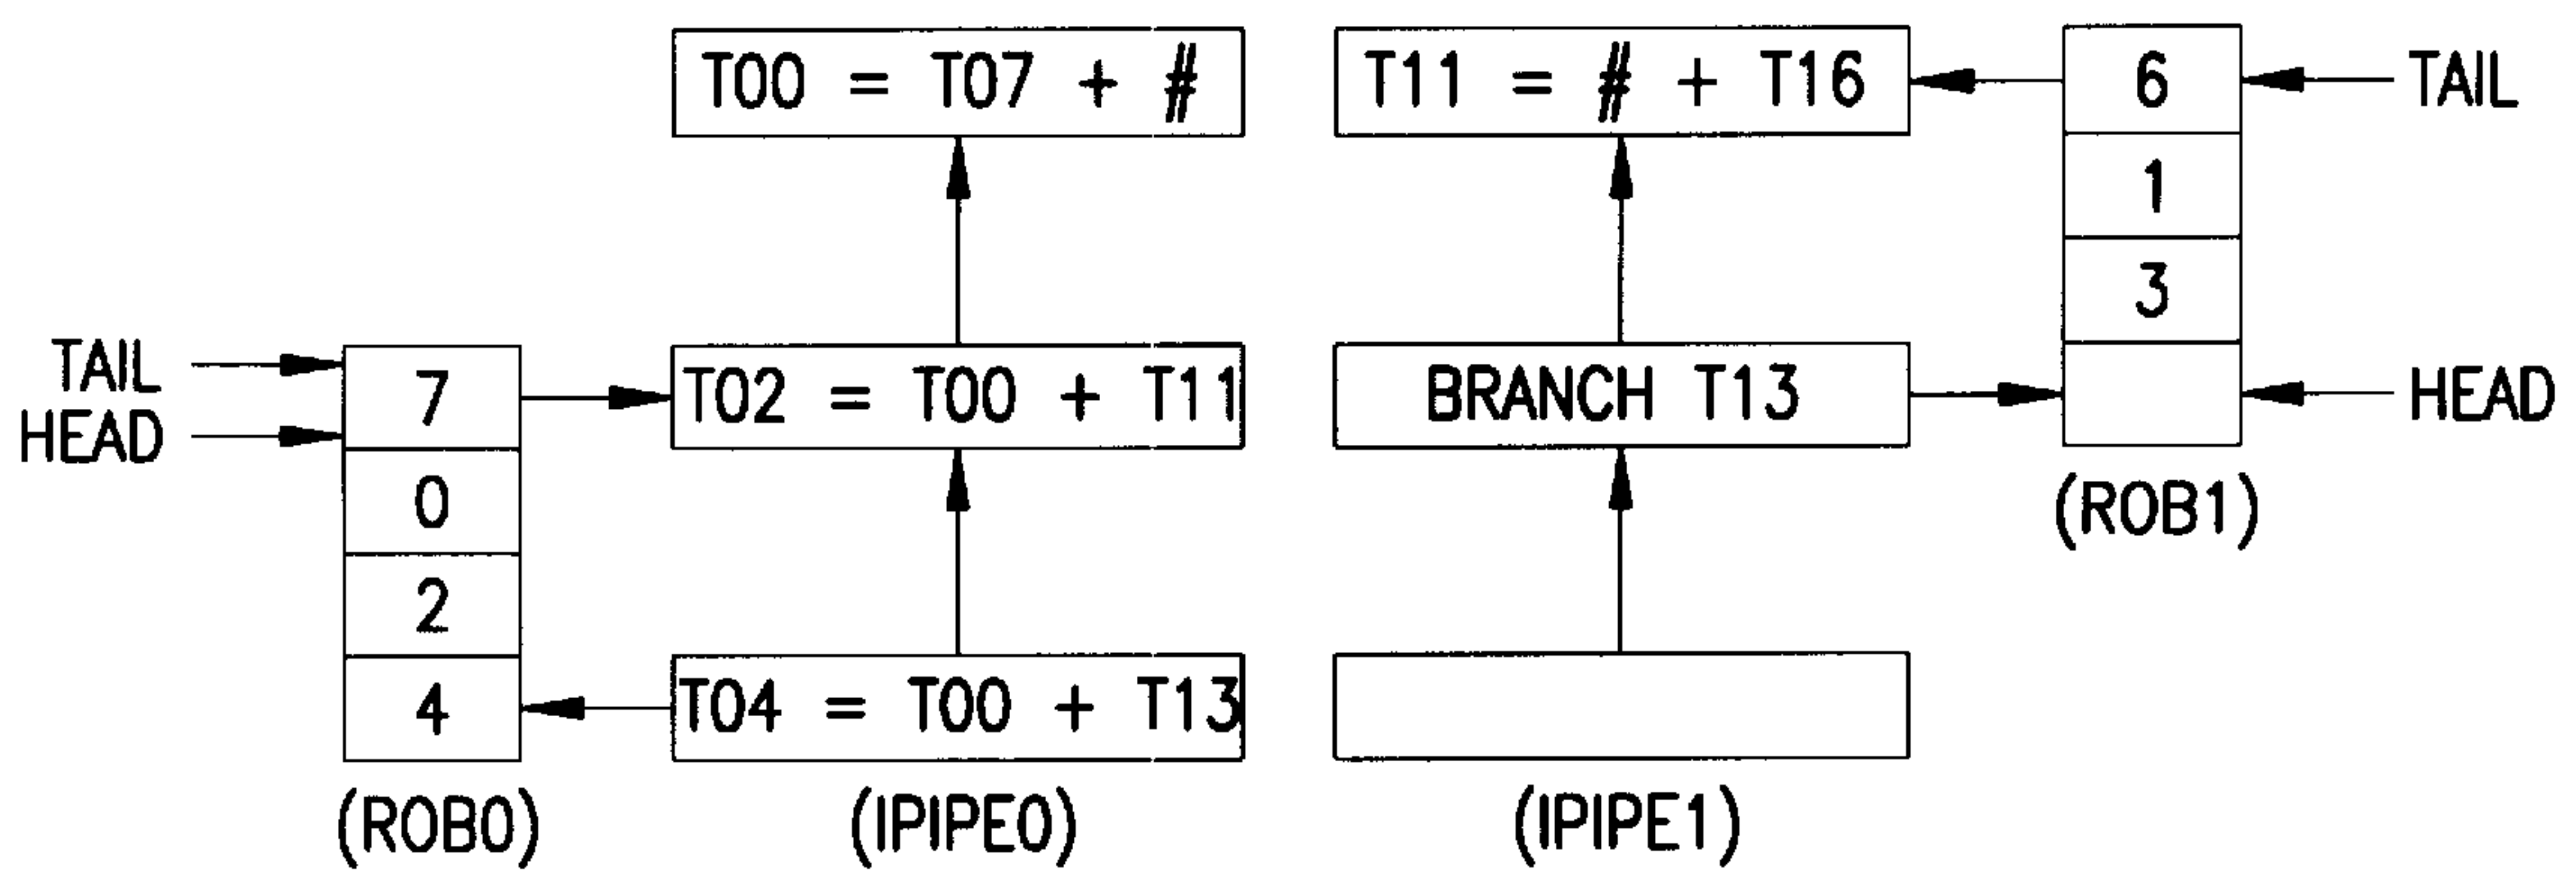 T00 = T07 + #
T11 = # + T16
6
TAIL
1
3
TAIL
HEAD
7
T02 = T00 + T11
BRANCH T13
HEAD
0
(ROB1)
2
4
T04 = T00 + T13
(ROB0)
(IPIPE0)
(IPIPE1)